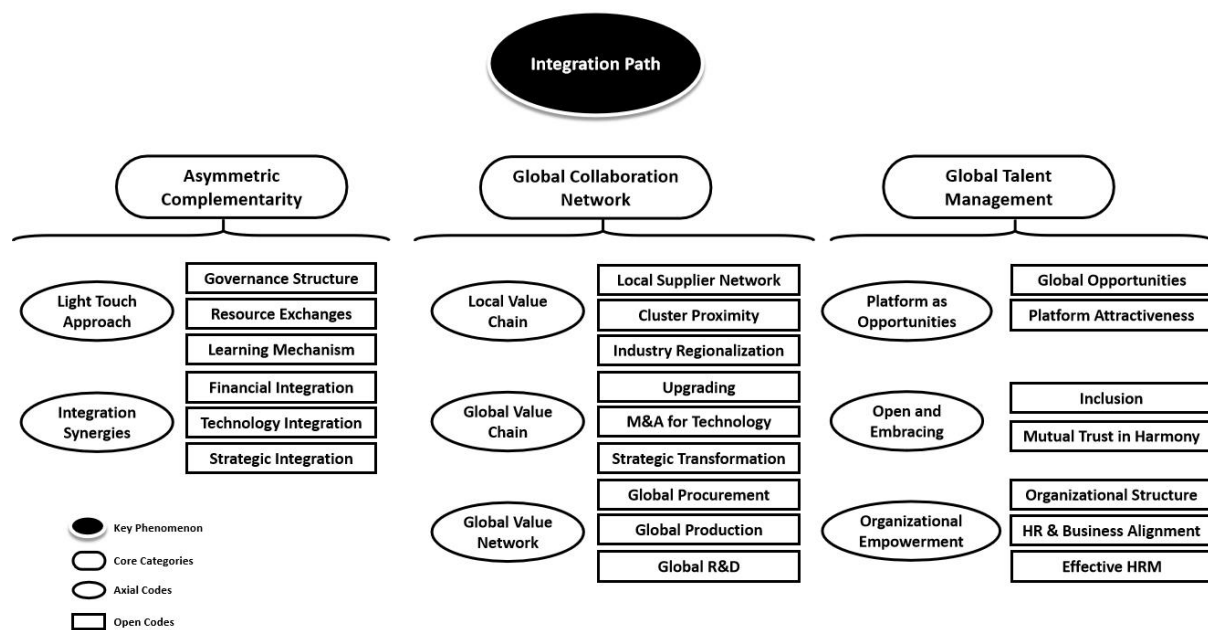 Integration Path
Asymmetric
Complementarity
Light Touch
Approach
Governance Structure
Resource Exchanges
Learning Mechanism
Integration
Synergies
Financial Integration
Technology Integration
Strategic Integration
Global Collaboration
Network
Local Value
Chain
Local Supplier Network
Cluster Proximity
Industry Regionalization
Global Value
Chain
Upgrading
M&A for Technology
Strategic Transformation
Global Value
Network
Global Procurement
Global Production
Global R&D
Global Talent
Management
Platform as
Opportunities
Global Opportunities
Platform Attractiveness
Open and
Embracing
Inclusion
Mutual Trust in Harmony
Organizational
Empowerment
Organizational Structure
HR & Business Alignment
Effective HRM
Key Phenomenon
Core Categories
Axial Codes
Open Codes